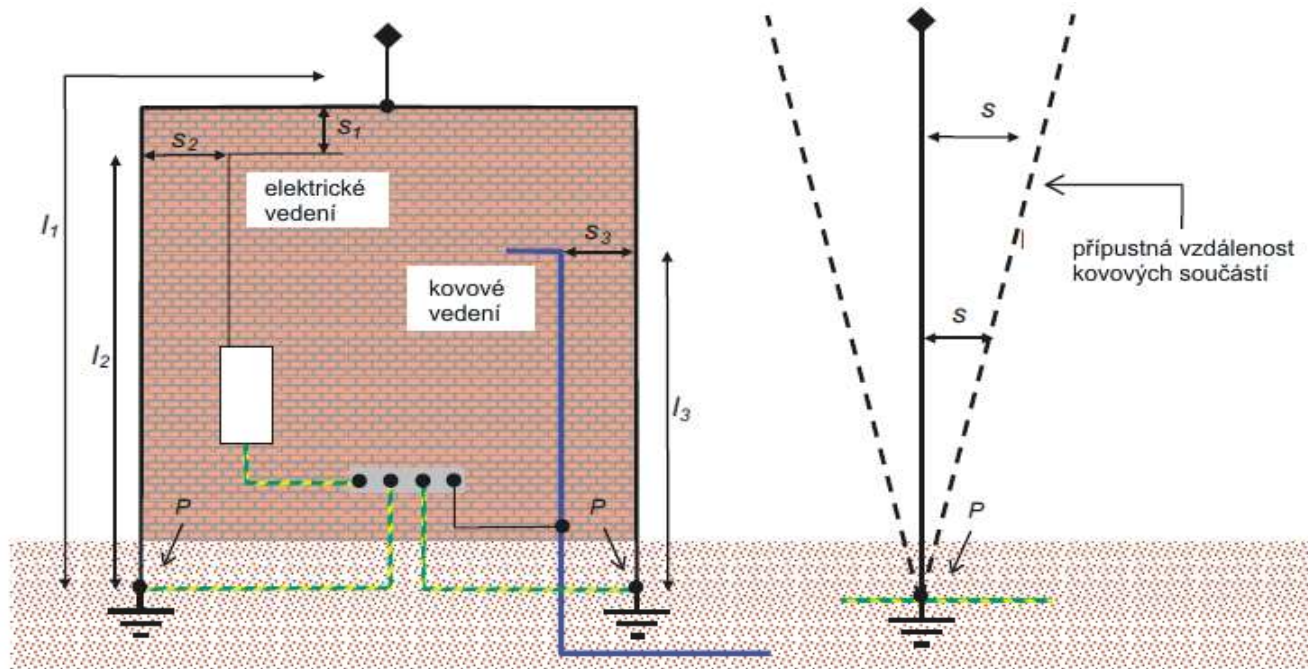 s
s₁
s₂
elektrické
vedení
l₁
s₃
přípustná vzdálenost
kovových součástí
kovové
vedení
s
l₂
l₃
P
P
P